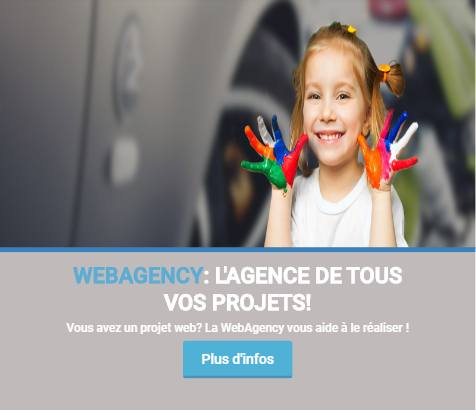 WEBAGENCY: L'AGENCE DE TOUS
VOS PROJETS!
Vous avez un projet web? La WebAgency vous aide à le réaliser !
Plus d'infos